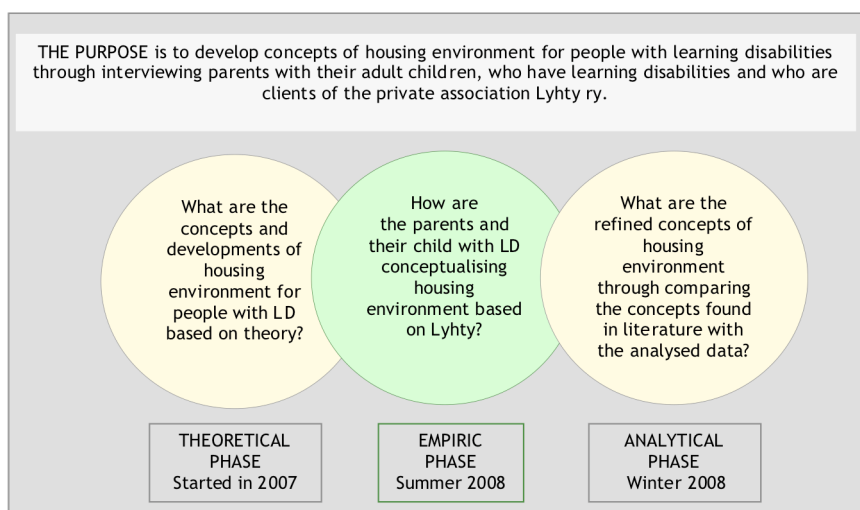 THE PURPOSE is to develop concepts of housing environment for people with learning disabilities
through interviewing parents with their adult children, who have learning disabilities and who are
clients of the private association Lyhty ry.
What are the
concepts and
developments of
housing
environment for
people with LD
based on theory?
How are
the parents and
their child with LD
conceptualising
housing
environment based
on Lyhty?
What are the
refined concepts of
housing
environment
through comparing
the concepts found
in literature with
the analysed data?
THEORETICAL
PHASE
Started in 2007
EMPIRIC
PHASE
Summer 2008
ANALYTICAL
PHASE
Winter 2008